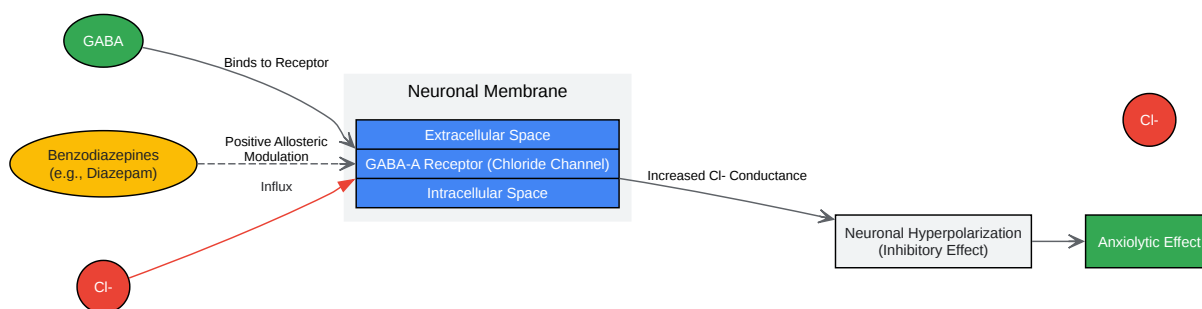 GABA
Binds to Receptor
Neuronal Membrane
Extracellular Space
GABA-A Receptor (Chloride Channel)
Intracellular Space
Benzodiazepines
(e.g., Diazepam)
Positive Allosteric
Modulation
Influx
Cl-
Increased Cl- Conductance
Neuronal Hyperpolarization
(Inhibitory Effect)
Anxiolytic Effect
Cl-